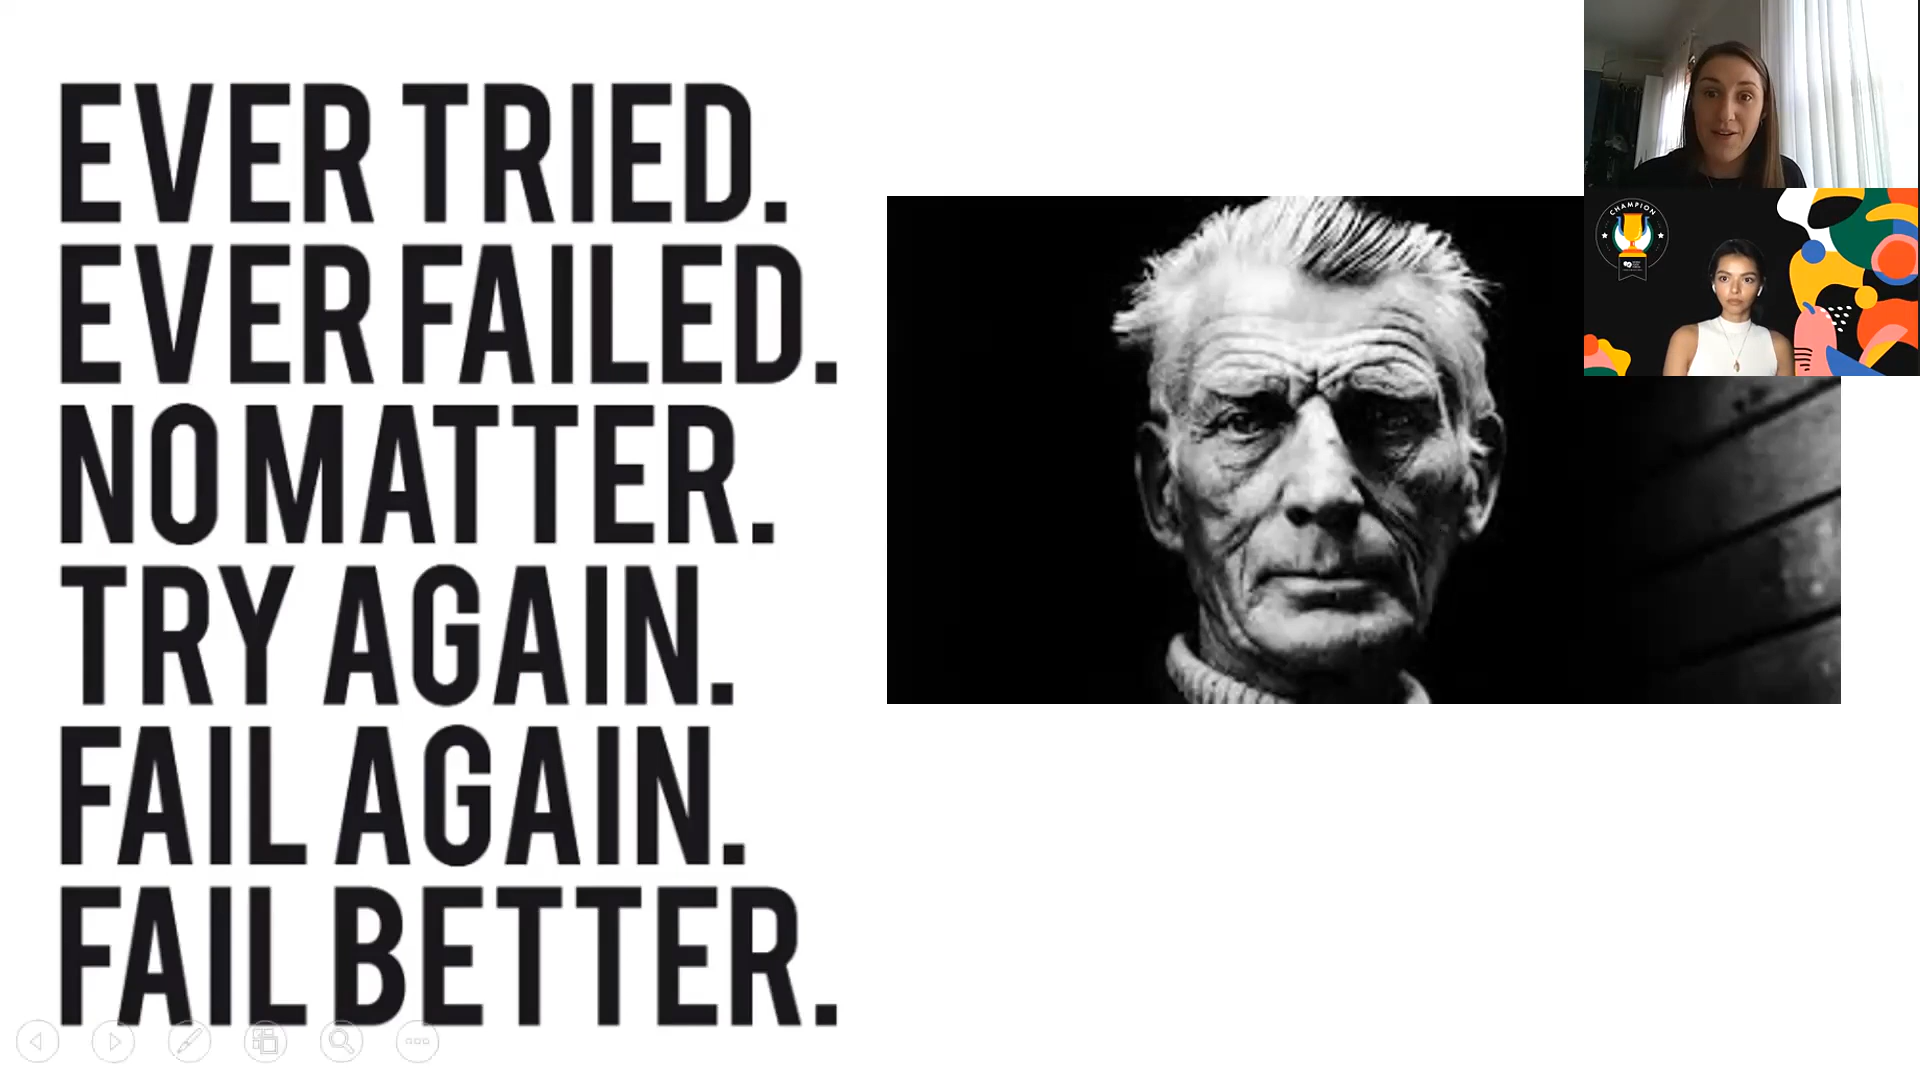 EVER TRIED.
EVER FAILED.
NO MATTER.
TRY AGAIN.
FAIL AGAIN.
FAIL BETTER.
CHAMPION